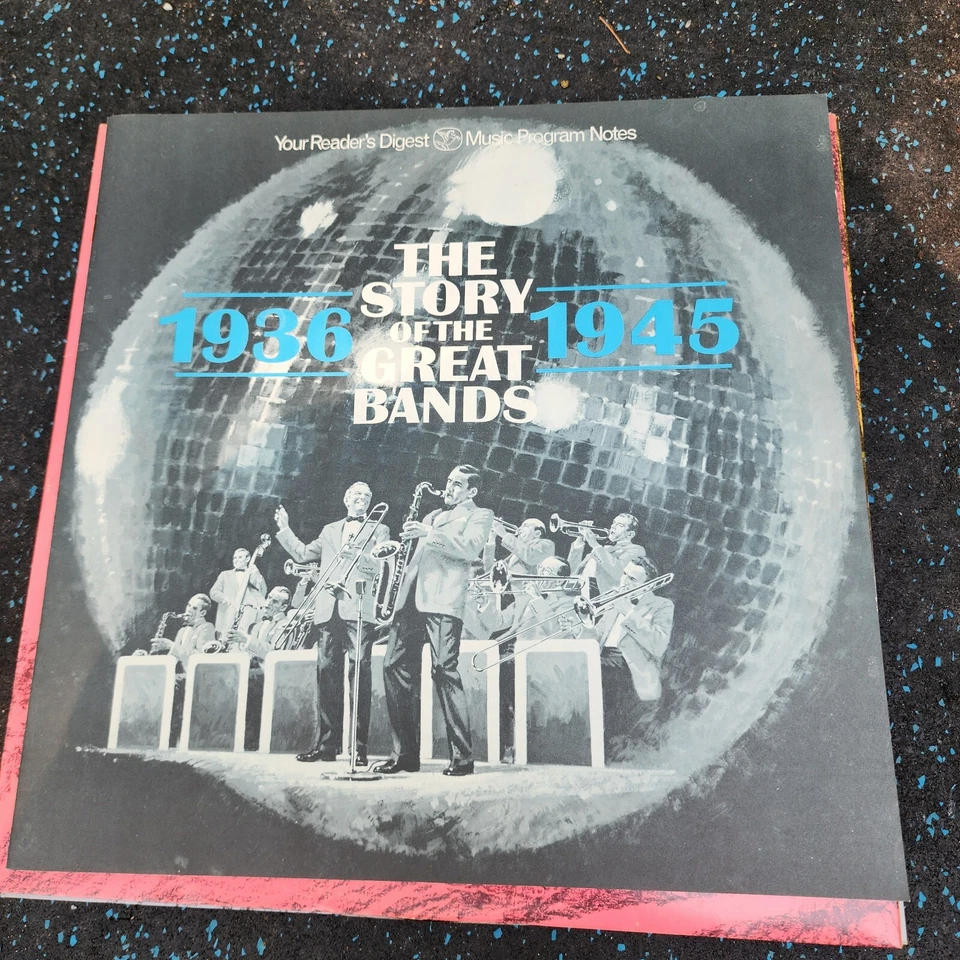 Your Reader's Digest Music Program Notes
THE
STORY
OF THE
GREAT
BANDS
1936
1945